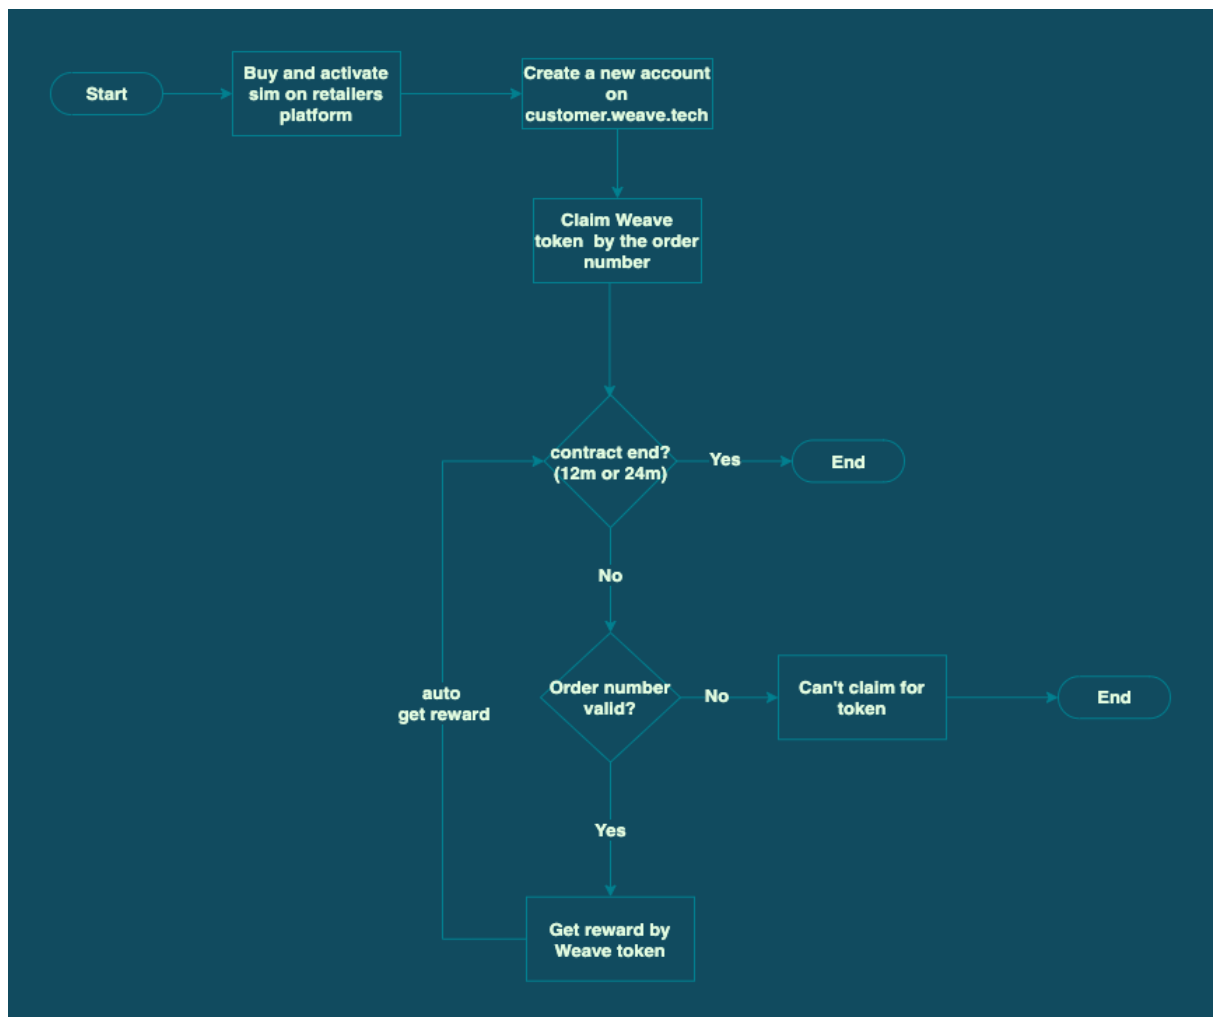 Start
Buy and activate
sim on retailers
platform
Create a new account
on
customer.weave.tech
Claim Weave
token by the order
number
contract end?
(12m or 24m)
Yes
End
No
Order number
valid?
No
Can't claim for
token
End
auto
get reward
Yes
Get reward by
Weave token